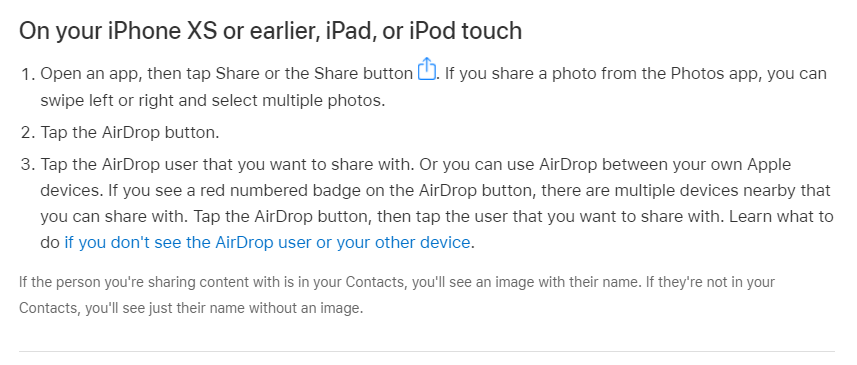 On your iPhone XS or earlier, iPad, or iPod touch
1. Open an app, then tap Share or the Share button . If you share a photo from the Photos app, you can
swipe left or right and select multiple photos.
2. Tap the AirDrop button.
3. Tap the AirDrop user that you want to share with. Or you can use AirDrop between your own Apple
devices. If you see a red numbered badge on the AirDrop button, there are multiple devices nearby that
you can share with. Tap the AirDrop button, then tap the user that you want to share with. Learn what to
do if you don't see the AirDrop user or your other device.
If the person you're sharing content with is in your Contacts, you'll see an image with their name. If they're not in your
Contacts, you'll see just their name without an image.